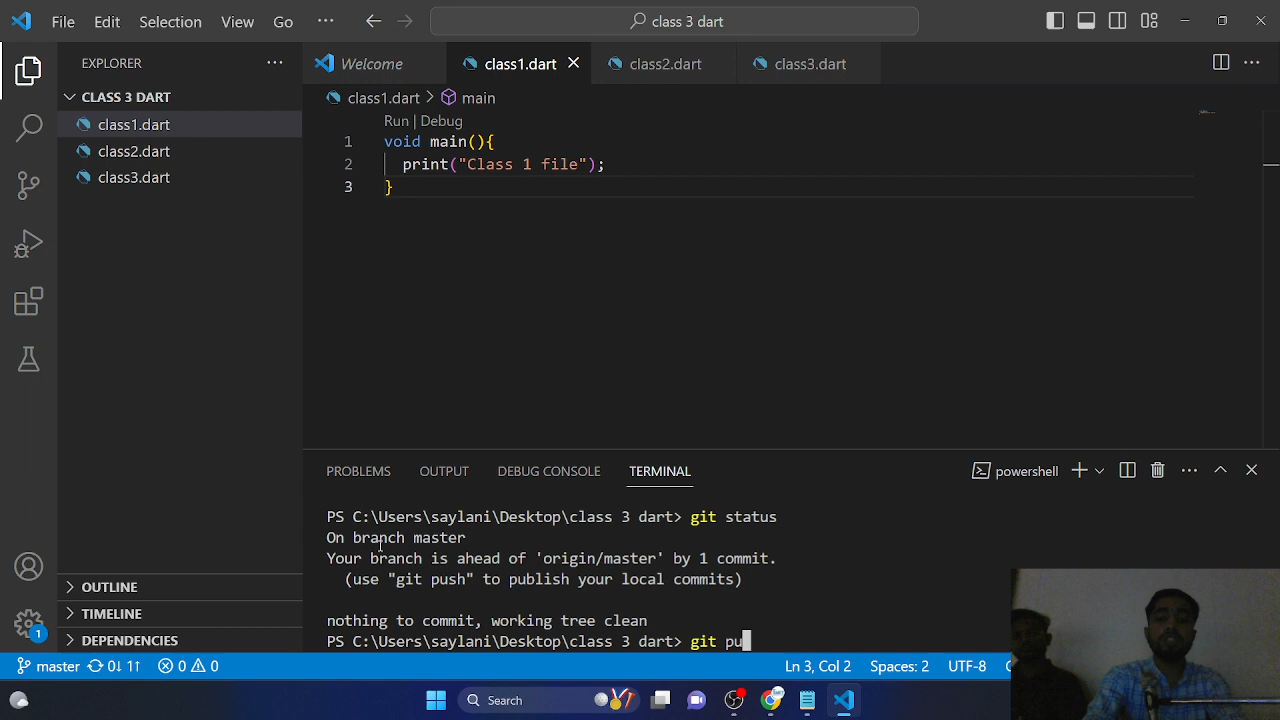 File Edit Selection View Go ··· class 3 dart
EXPLORER ···
CLASS 3 DART
class1.dart
class2.dart
class3.dart
OUTLINE
TIMELINE
DEPENDENCIES
1
Welcome class1.dart class2.dart class3.dart ···
class1.dart > main
Run | Debug
1 void main(){
2 print("Class 1 file");
3 }
PROBLEMS OUTPUT DEBUG CONSOLE TERMINAL powershell ···
PS C:\Users\saylani\Desktop\class 3 dart> git status
On branch master
Your branch is ahead of 'origin/master' by 1 commit.
(use "git push" to publish your local commits)
nothing to commit, working tree clean
PS C:\Users\saylani\Desktop\class 3 dart> git pu
master 0↓ 1↑ 0 0 Ln 3, Col 2 Spaces: 2 UTF-8
Search